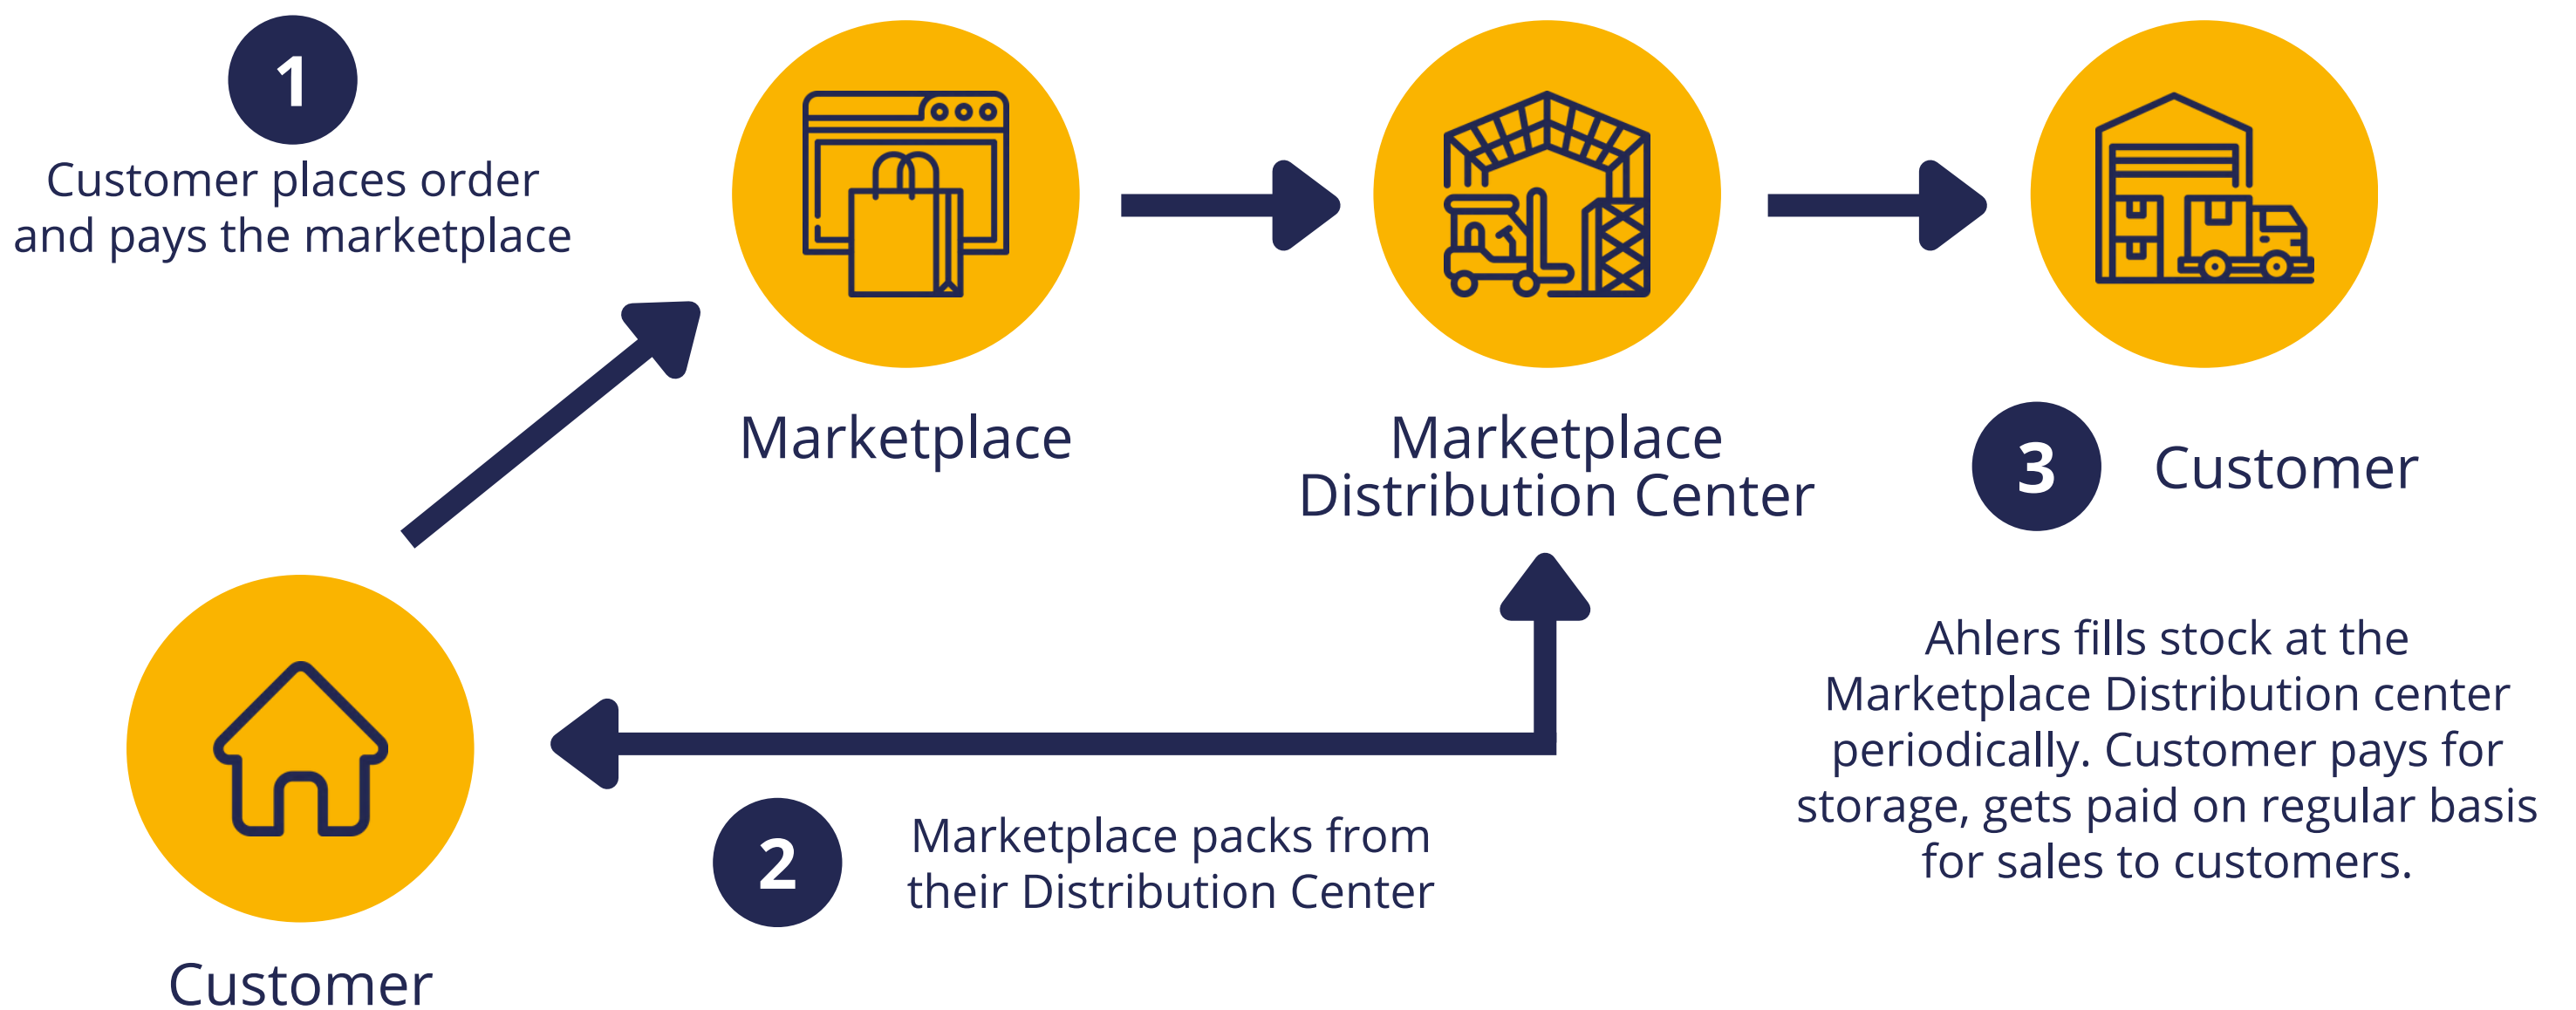 1
Customer places order
and pays the marketplace
Marketplace
Marketplace
Distribution Center
3
Customer
Ahlers fills stock at the
Marketplace Distribution center
periodically. Customer pays for
storage, gets paid on regular basis
for sales to customers.
2
Marketplace packs from
their Distribution Center
Customer